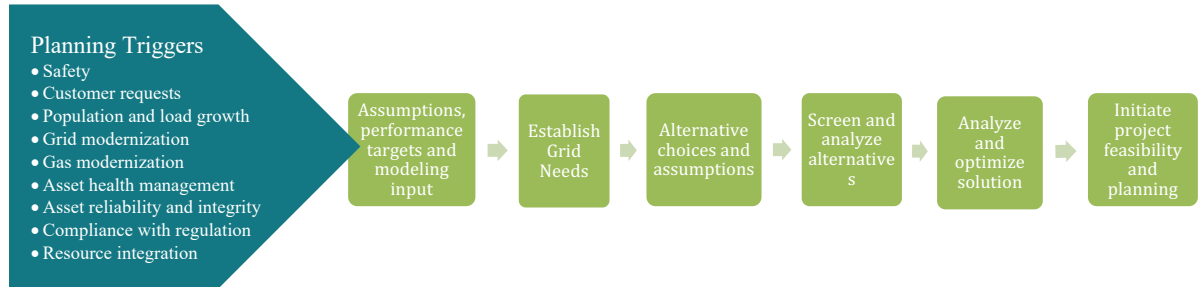 Planning Triggers
• Safety
• Customer requests
• Population and load growth
• Grid modernization
• Gas modernization
• Asset health management
• Asset reliability and integrity
• Compliance with regulation
• Resource integration
Assumptions,
performance
targets and
modeling
input
Establish
Grid
Needs
Alternative
choices and
assumptions
Screen and
analyze
alternative
s
Analyze
and
optimize
solution
Initiate
project
feasibility
and
planning